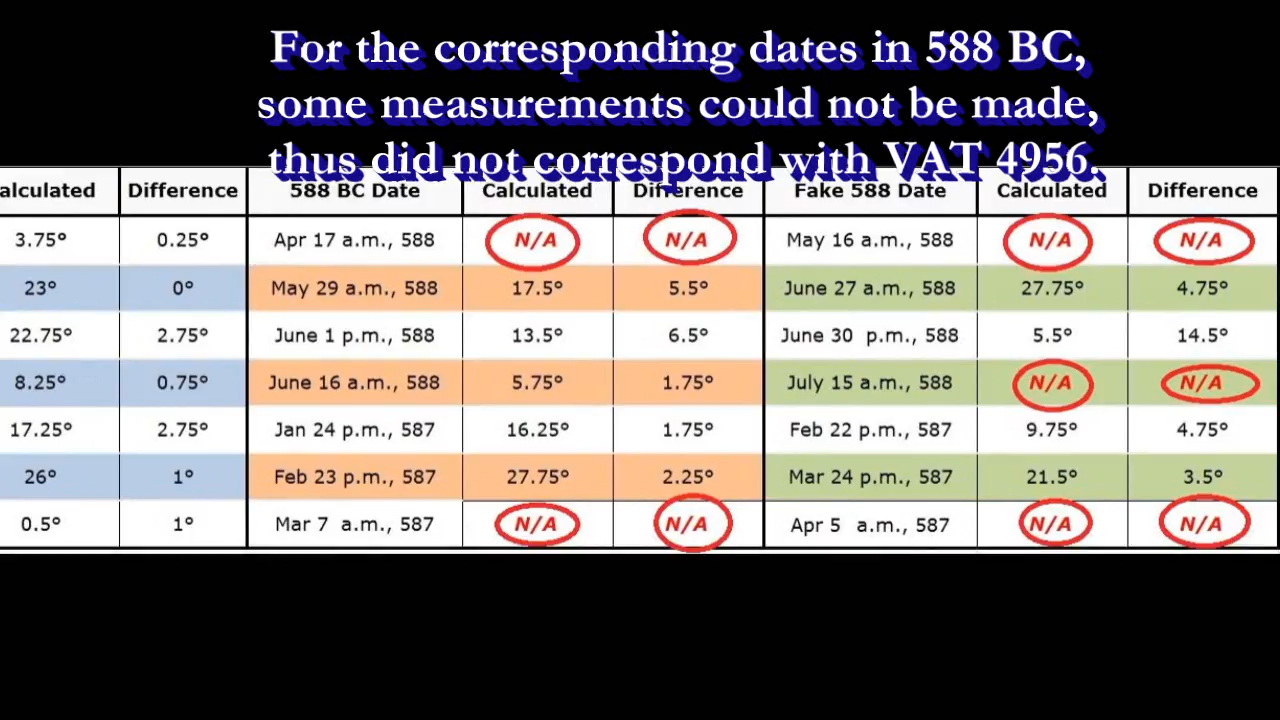 For the corresponding dates in 588 BC,
some measurements could not be made,
thus did not correspond with VAT 4956.
alculated Difference 588 BC Date Calculated Difference Fake 588 Date Calculated Difference
3.75° 0.25° Apr 17 a.m., 588 N/A N/A May 16 a.m., 588 N/A N/A
23° 0° May 29 a.m., 588 17.5° 5.5° June 27 a.m., 588 27.75° 4.75°
22.75° 2.75° June 1 p.m., 588 13.5° 6.5° June 30 p.m., 588 5.5° 14.5°
8.25° 0.75° June 16 a.m., 588 5.75° 1.75° July 15 a.m., 588 N/A N/A
17.25° 2.75° Jan 24 p.m., 587 16.25° 1.75° Feb 22 p.m., 587 9.75° 4.75°
26° 1° Feb 23 p.m., 587 27.75° 2.25° Mar 24 p.m., 587 21.5° 3.5°
0.5° 1° Mar 7 a.m., 587 N/A N/A Apr 5 a.m., 587 N/A N/A